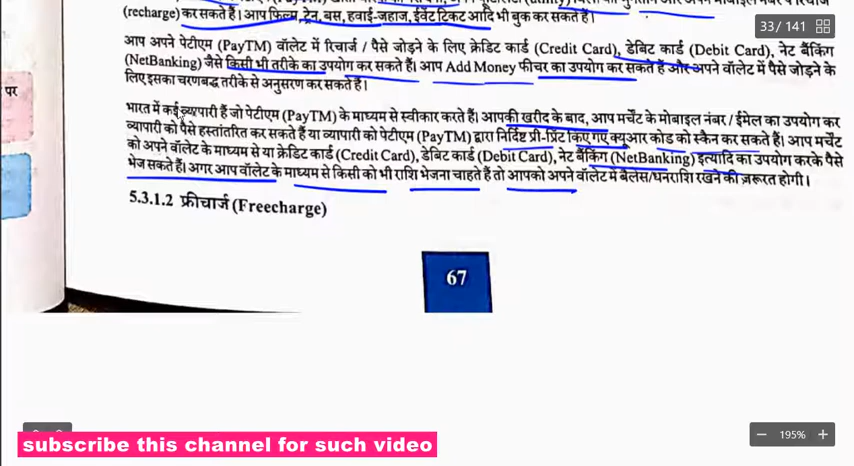 (recharge) कर सकते हैं। आप फिल्म, ट्रेन, बस, हवाई-जहाज, ईवेंट टिकट आदि भी बुक कर सकते हैं।
33 / 141
आप अपने पेटीएम (PayTM) वॉलेट में रिचार्ज / पैसे जोड़ने के लिए क्रेडिट कार्ड (Credit Card), डेबिट कार्ड (Debit Card), नेट बैंकिंग
(NetBanking) जैसे किसी भी तरीके का उपयोग कर सकते हैं। आप Add Money फीचर का उपयोग कर सकते हैं और अपने वॉलेट में पैसे जोड़ने के
लिए इसका चरणबद्ध तरीके से अनुसरण कर सकते हैं।
पर
भारत में कई व्यापारी हैं जो पेटीएम (PayTM) के माध्यम से स्वीकार करते हैं। आपकी खरीद के बाद, आप मर्चेंट के मोबाइल नंबर / ईमेल का उपयोग कर
व्यापारी को पैसे हस्तांतरित कर सकते हैं या व्यापारी को पेटीएम (PayTM) द्वारा निर्दिष्ट प्री-प्रिंट किए गए क्यूआर कोड को स्कैन कर सकते हैं। आप मर्चेंट
को अपने वॉलेट के माध्यम से या क्रेडिट कार्ड (Credit Card), डेबिट कार्ड (Debit Card), नेट बैंकिंग (NetBanking) इत्यादि का उपयोग करके पैसे
भेज सकते हैं। अगर आप वॉलेट के माध्यम से किसी को भी राशि भेजना चाहते हैं तो आपको अपने वॉलेट में बैलेंस/धनराशि रखने की ज़रूरत होगी।
5.3.1.2 फ्रीचार्ज (Freecharge)
67
195%
subscribe this channel for such video